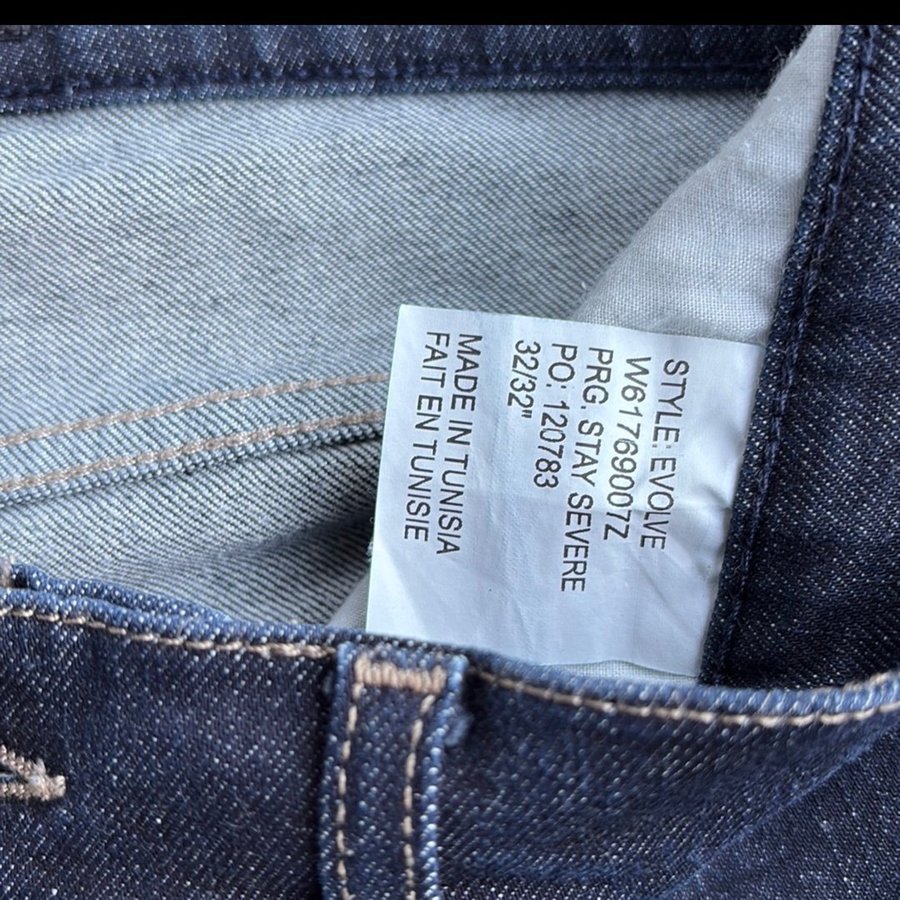 STYLE: EVOLVE
W61769007Z
PRG. STAY SEVERE
PO: 120783
32/32"
MADE IN TUNISIA
FAIT EN TUNISIE